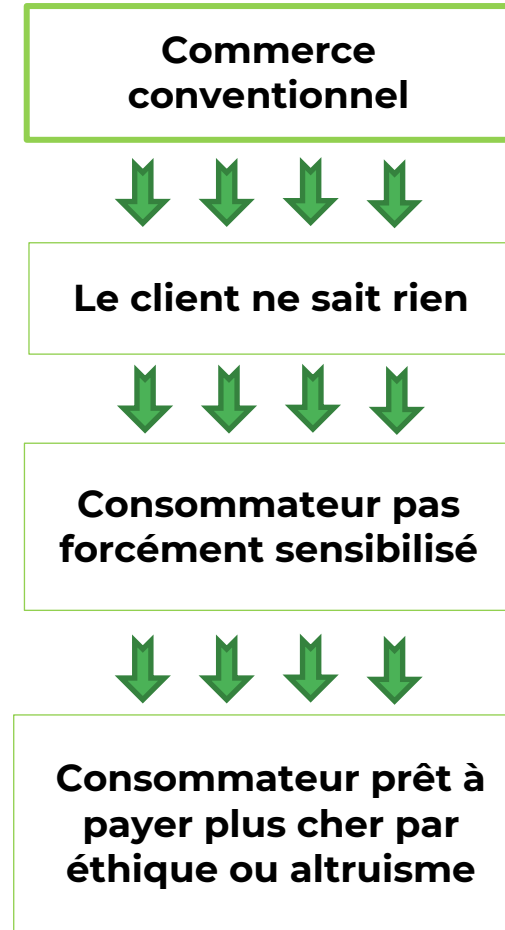 Commerce
conventionnel
Le client ne sait rien
Consommateur pas
forcément sensibilisé
Consommateur prêt à
payer plus cher par
éthique ou altruisme